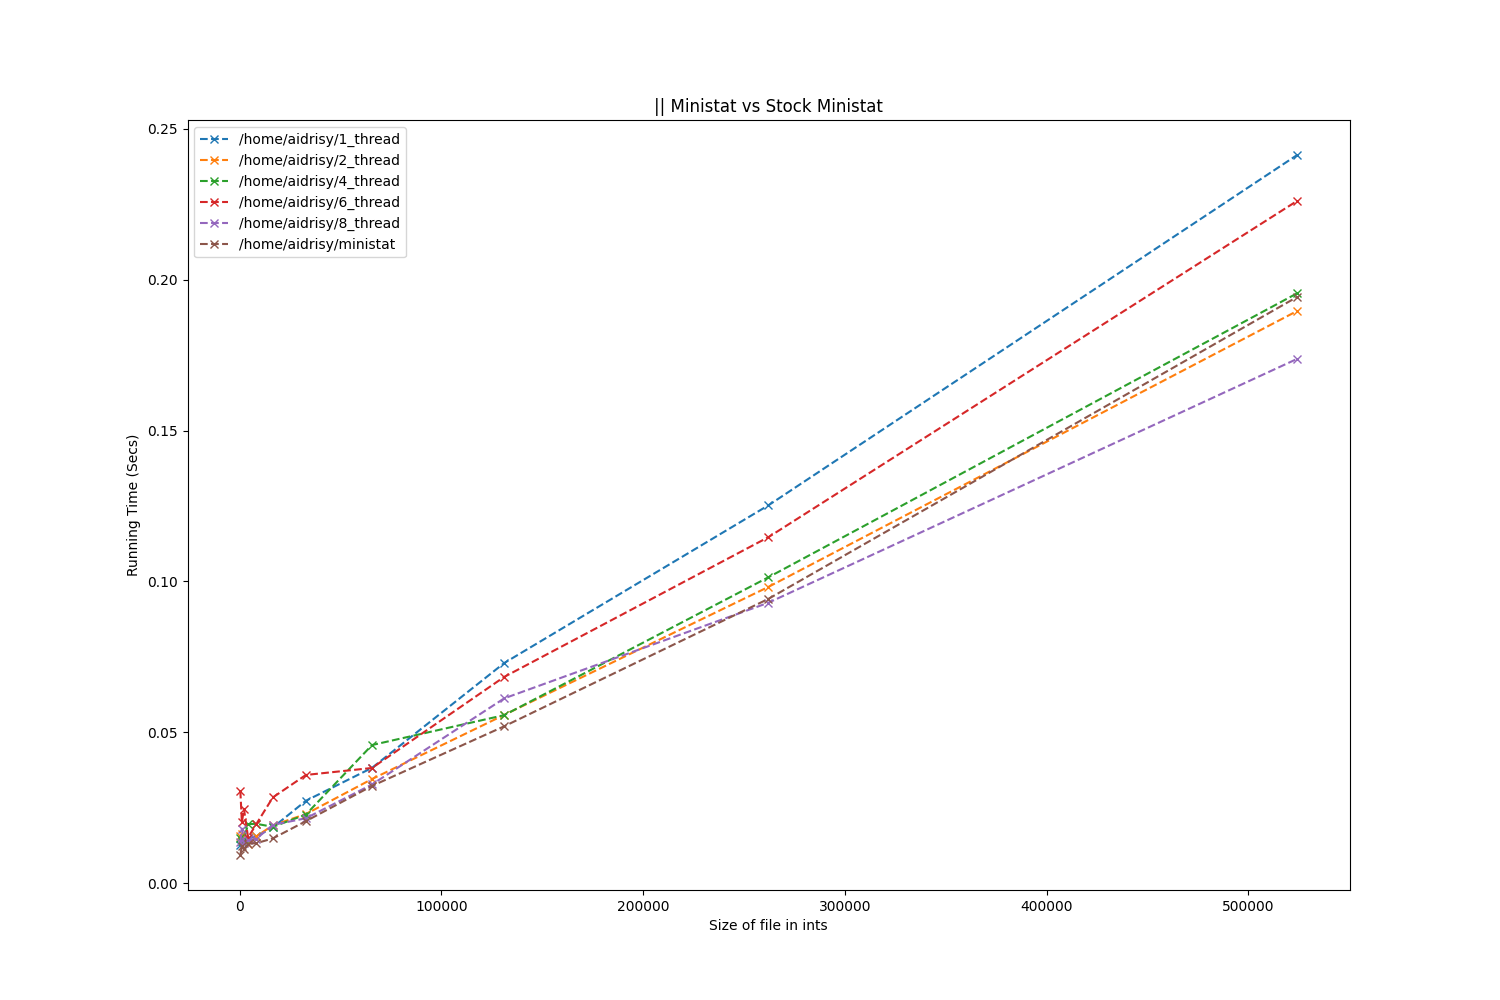 || Ministat vs Stock Ministat
/home/aidrisy/1_thread
/home/aidrisy/2_thread
/home/aidrisy/4_thread
/home/aidrisy/6_thread
/home/aidrisy/8_thread
/home/aidrisy/ministat
Running Time (Secs)
0.25
0.20
0.15
0.10
0.05
0.00
0
100000
200000
300000
400000
500000
Size of file in ints